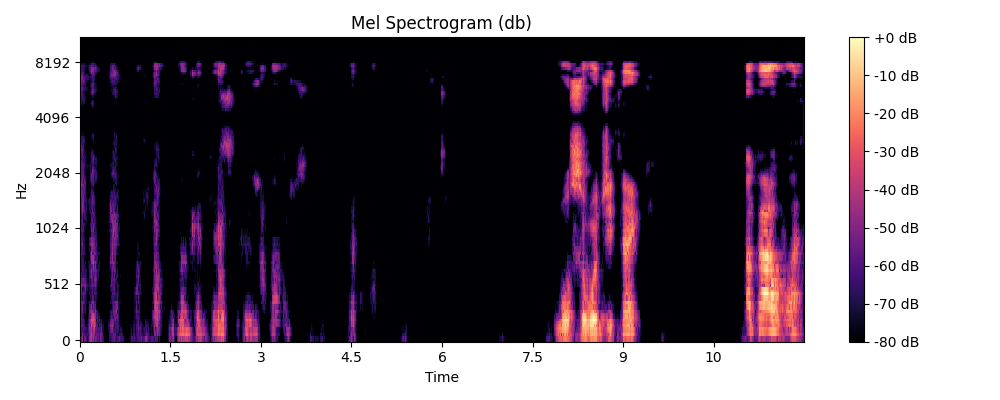 Mel Spectrogram (db)
8192
4096
2048
1024
512
0
Hz
0 1.5 3 4.5 6 7.5 9 10
Time
+0 dB
-10 dB
-20 dB
-30 dB
-40 dB
-50 dB
-60 dB
-70 dB
-80 dB